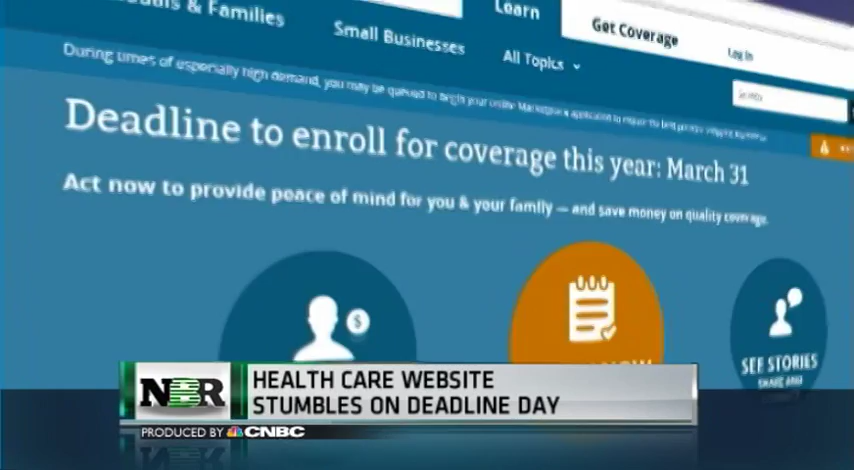 & Families
Small Businesses
Learn
All Topics
Get Coverage
Log in
During times of especially high demand, you may be queued to begin your online Marketplace application to
Deadline to enroll for coverage this year: March 31
Act now to provide peace of mind for you & your family — and save money on quality coverage.
$
SEE STORIES
NBR
HEALTH CARE WEBSITE
STUMBLES ON DEADLINE DAY
PRODUCED BY CNBC